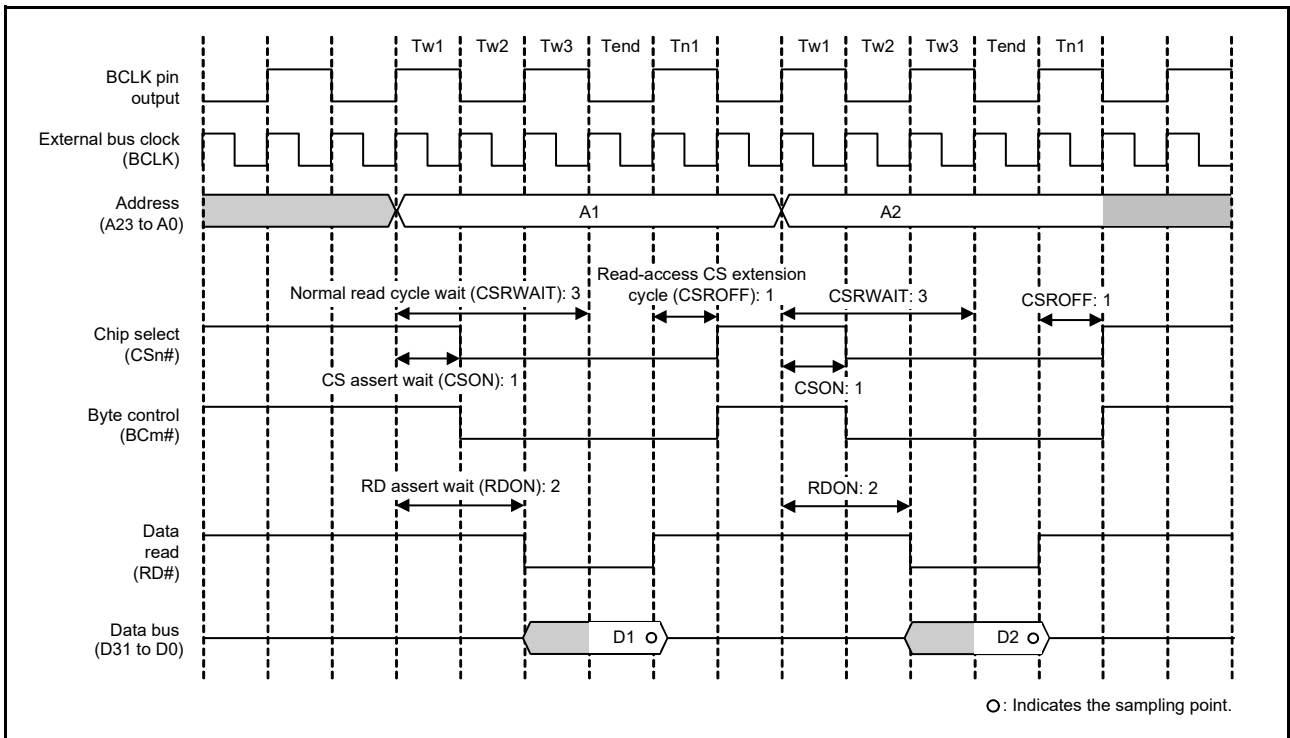 Tw1 Tw2 Tw3 Tend Tn1 Tw1 Tw2 Tw3 Tend Tn1
BCLK pin
output
External bus clock
(BCLK)
Address
(A23 to A0)
A1 A2
Normal read cycle wait (CSRWAIT): 3
Read-access CS extension
cycle (CSROFF): 1
CSRWAIT: 3
CSROFF: 1
Chip select
(CSn#)
CS assert wait (CSON): 1
CSON: 1
Byte control
(BCm#)
RD assert wait (RDON): 2
RDON: 2
Data
read
(RD#)
Data bus
(D31 to D0)
D1 D2
: Indicates the sampling point.